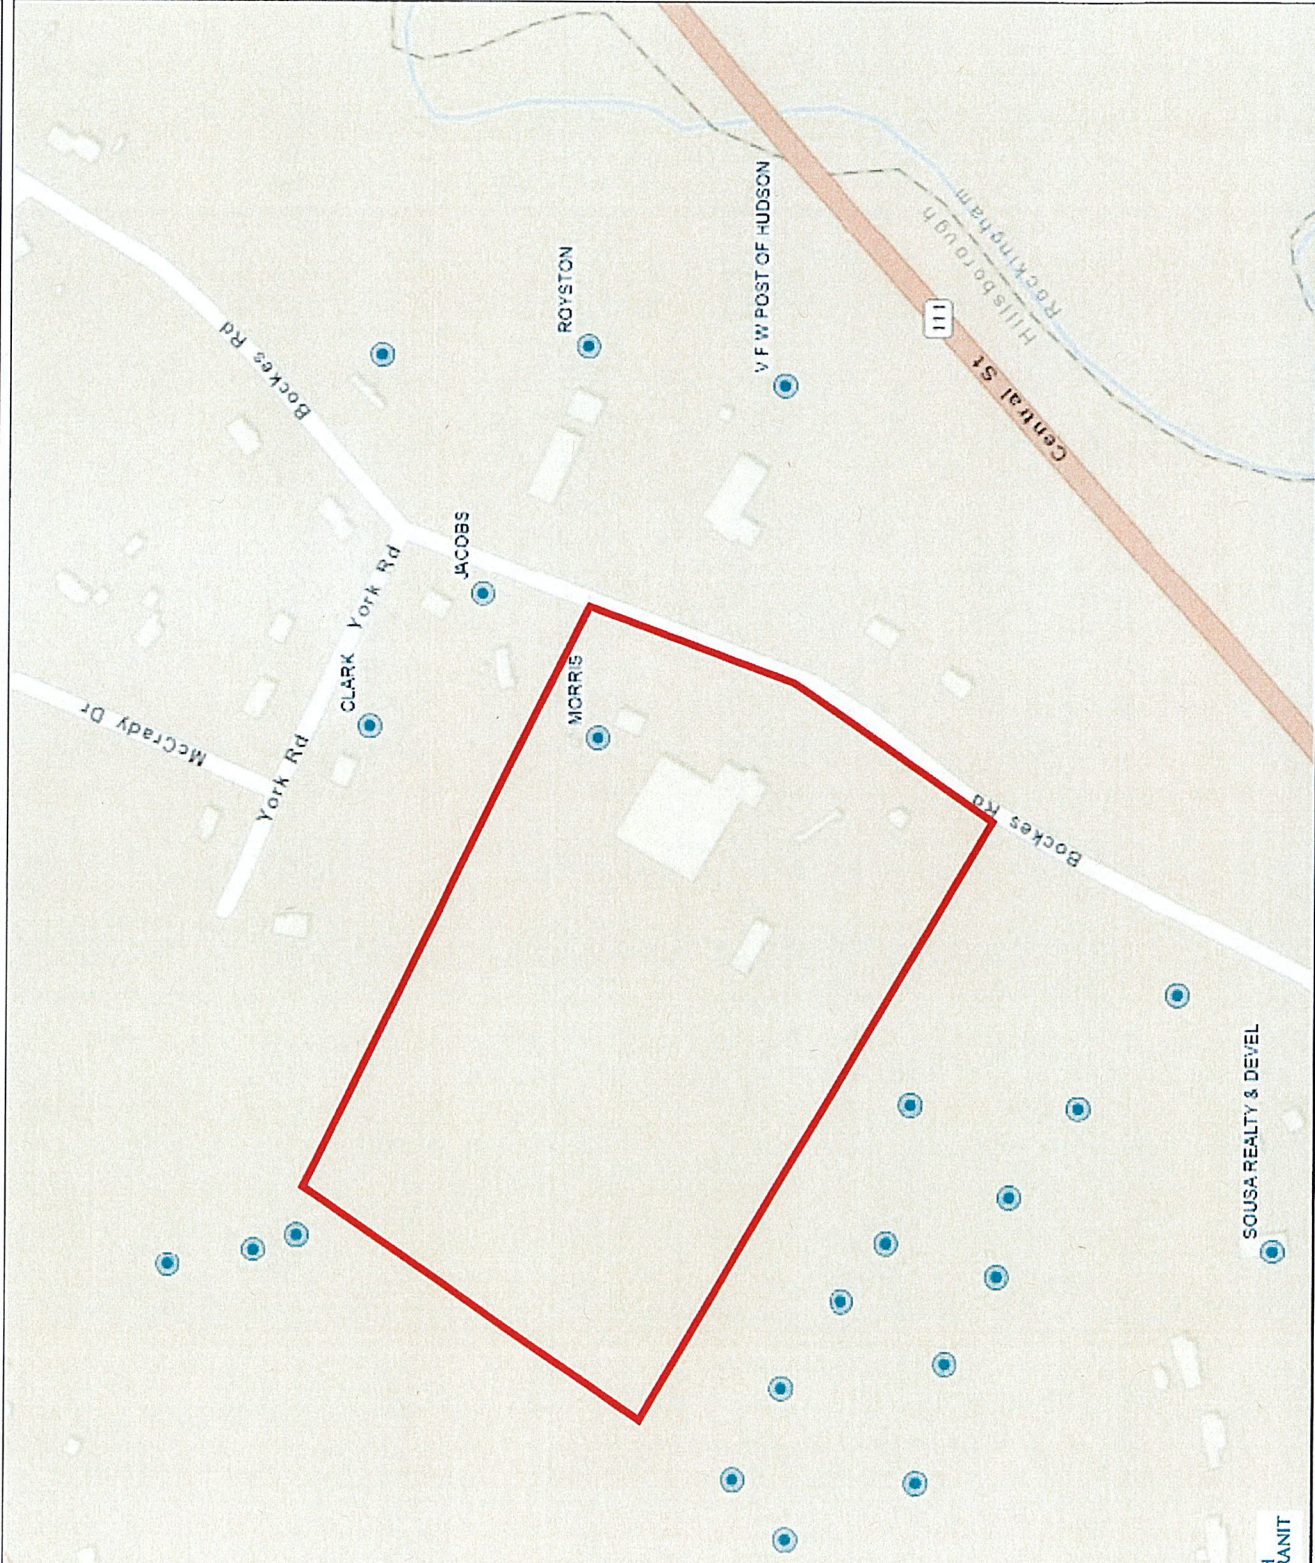 Bockes Rd
ROYSTON
V F W POST OF HUDSON
111
Hillsborough
Rockingham
Central St
JACOBS
York Rd
CLARK
McCrady Dr
York Rd
MORRIS
Bockes Rd
SOUSA REALTY & DEVEL
RANIT